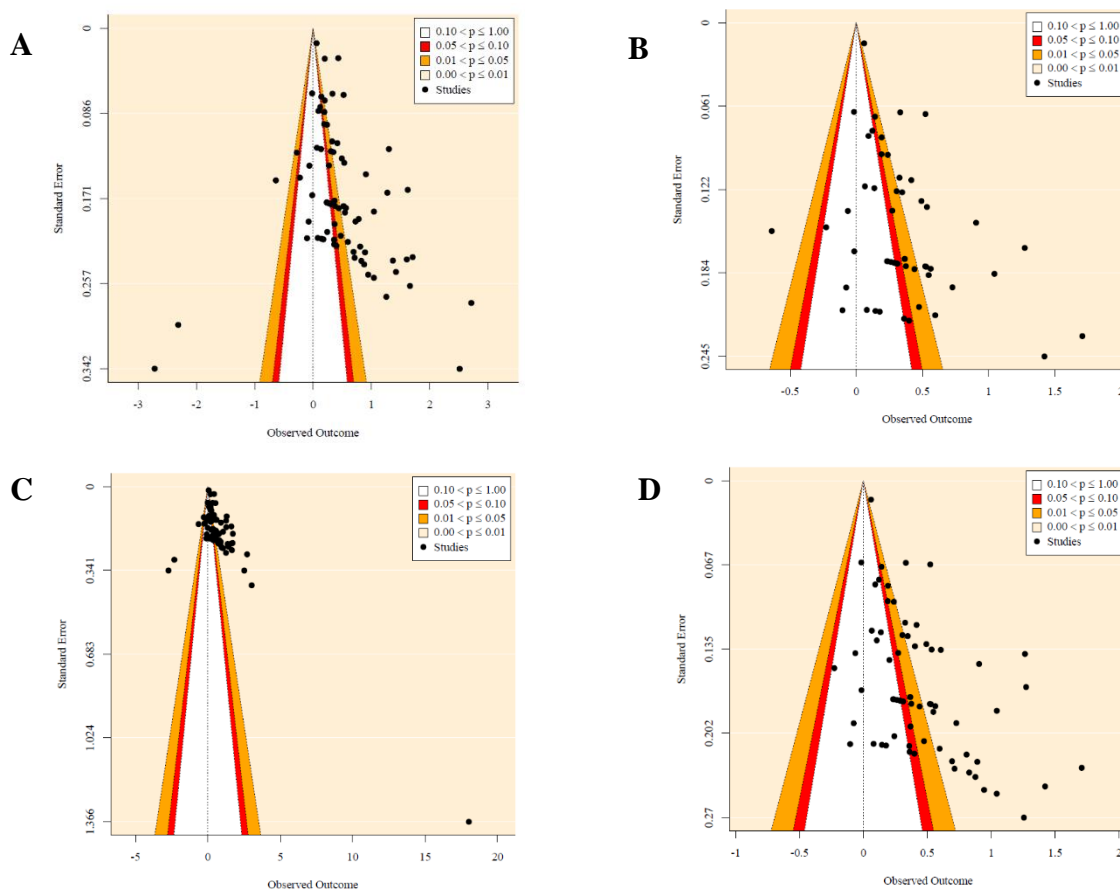 A
0.10 < p ≤ 1.00
0.05 < p ≤ 0.10
0.01 < p ≤ 0.05
0.00 < p ≤ 0.01
Studies
Standard Error
0
0.086
0.171
0.257
0.342
-3 -2 -1 0 1 2 3
Observed Outcome
B
0.10 < p ≤ 1.00
0.05 < p ≤ 0.10
0.01 < p ≤ 0.05
0.00 < p ≤ 0.01
Studies
Standard Error
0
0.061
0.122
0.184
0.245
-0.5 0 0.5 1 1.5
Observed Outcome
C
0.10 < p ≤ 1.00
0.05 < p ≤ 0.10
0.01 < p ≤ 0.05
0.00 < p ≤ 0.01
Studies
Standard Error
0
0.341
0.683
1.024
1.366
-5 0 5 10 15 20
Observed Outcome
D
0.10 < p ≤ 1.00
0.05 < p ≤ 0.10
0.01 < p ≤ 0.05
0.00 < p ≤ 0.01
Studies
Standard Error
0
0.067
0.135
0.202
0.27
-1 -0.5 0 0.5 1 1.5
Observed Outcome